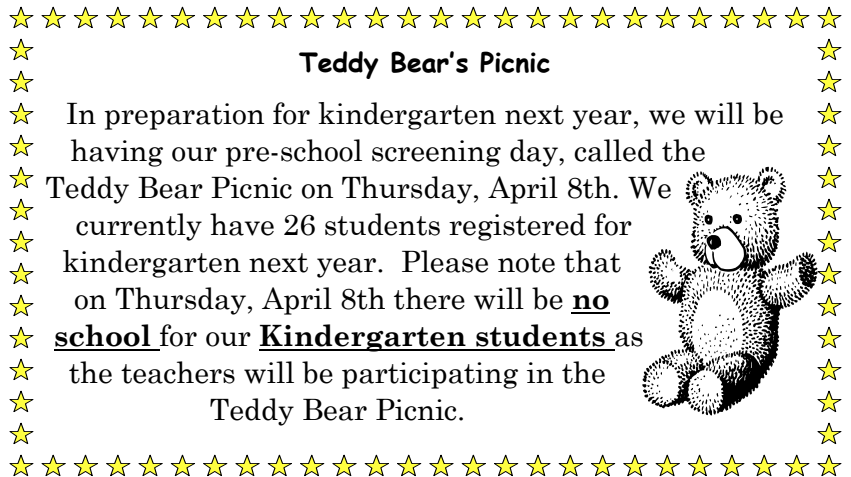 Teddy Bear's Picnic
In preparation for kindergarten next year, we will be
having our pre-school screening day, called the
Teddy Bear Picnic on Thursday, April 8th. We
currently have 26 students registered for
kindergarten next year.  Please note that
on Thursday, April 8th there will be no
school for our Kindergarten students as
the teachers will be participating in the
Teddy Bear Picnic.